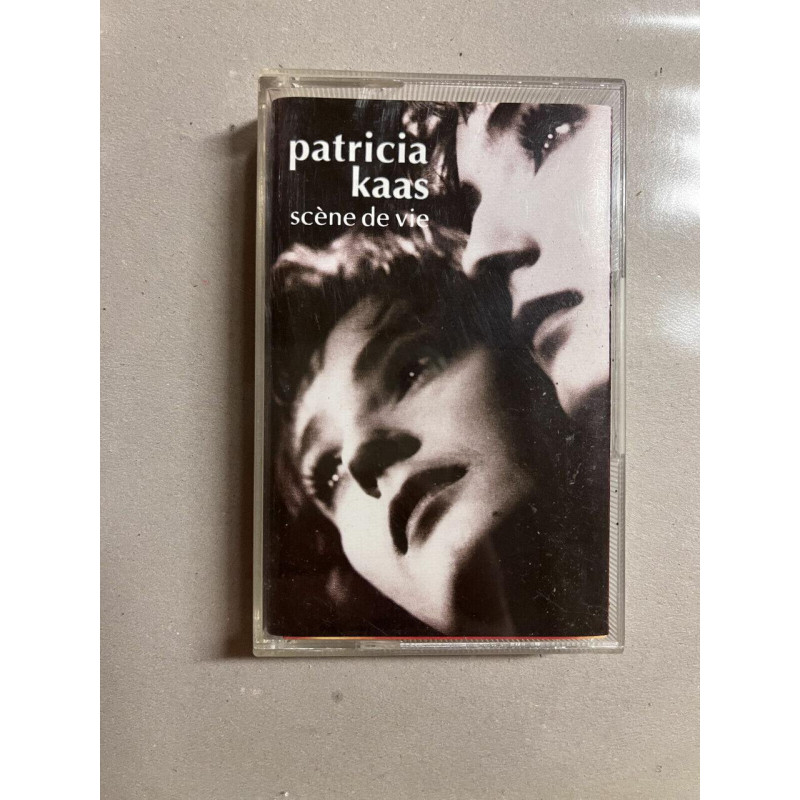 patricia
kaas
scène de vie